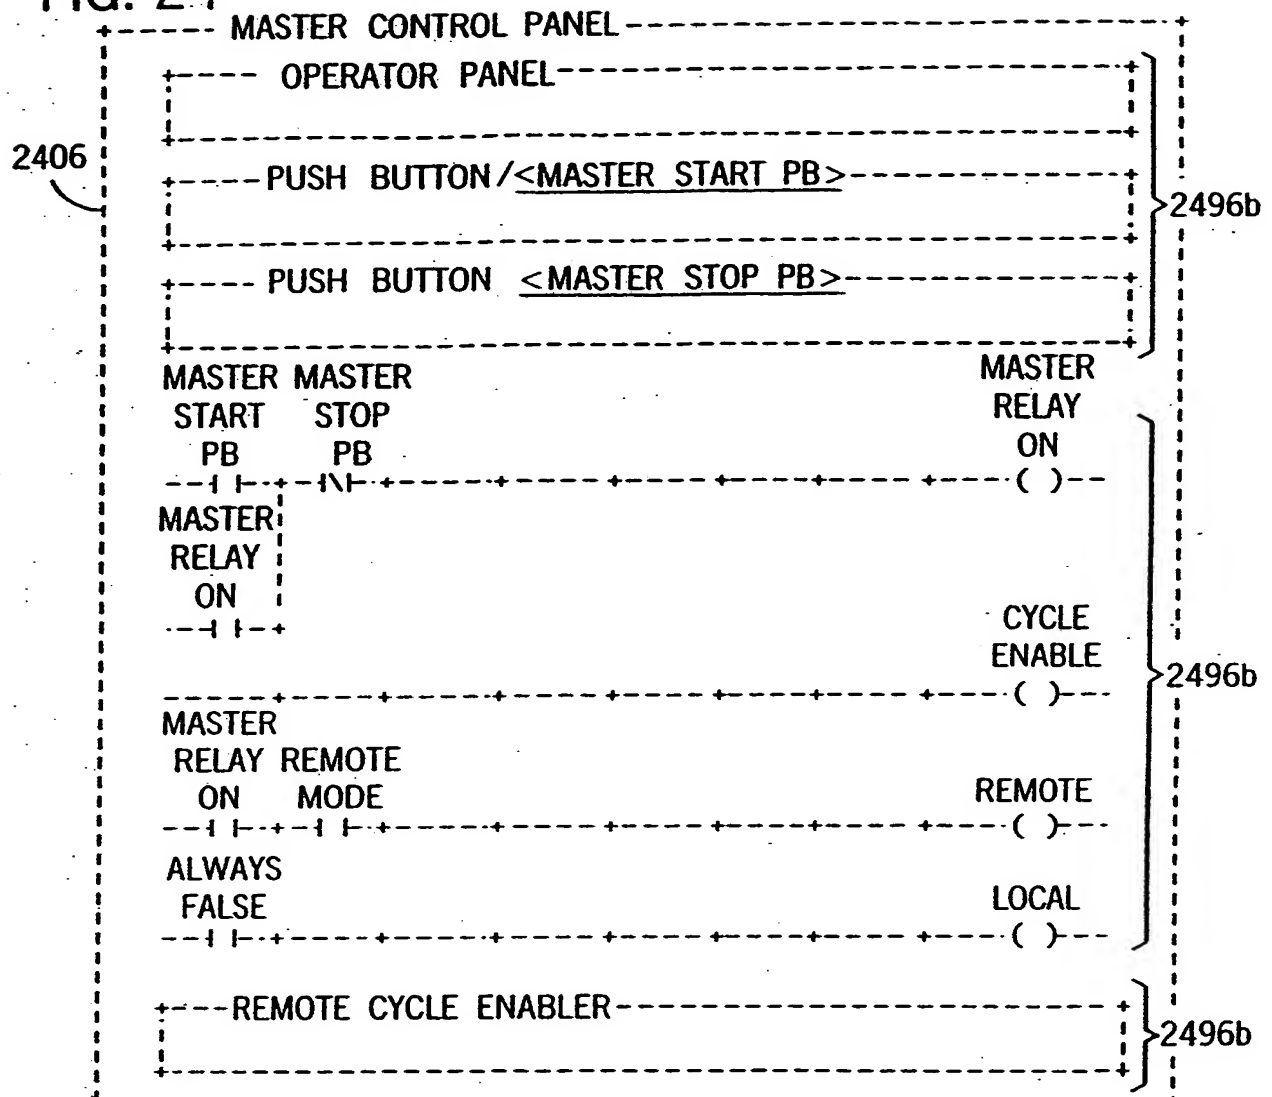 MASTER CONTROL PANEL
OPERATOR PANEL
2406
PUSH BUTTON/<MASTER START PB>
2496b
PUSH BUTTON <MASTER STOP PB>
MASTER MASTER
START STOP
PB PB
MASTER
RELAY
ON
( )
MASTER
RELAY
ON
CYCLE
ENABLE
( )
2496b
MASTER
RELAY REMOTE
ON MODE
REMOTE
( )
ALWAYS
FALSE
LOCAL
( )
REMOTE CYCLE ENABLER
2496b